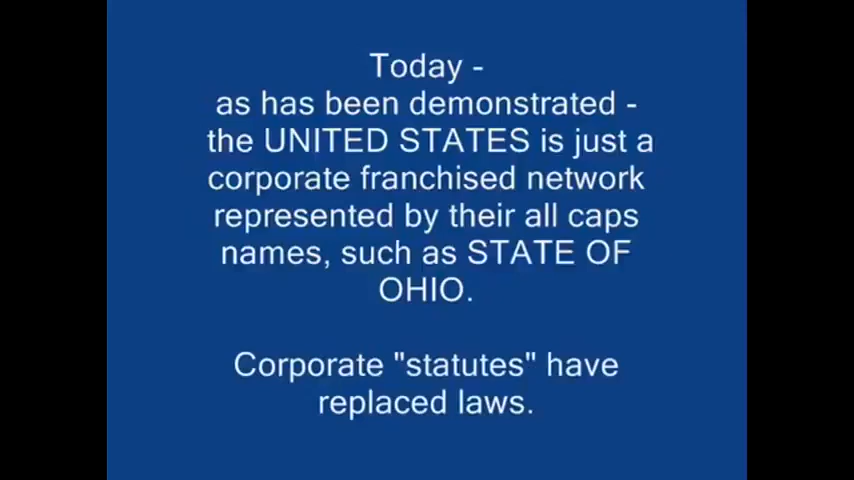 Today -
as has been demonstrated -
the UNITED STATES is just a
corporate franchised network
represented by their all caps
names, such as STATE OF
OHIO.
Corporate "statutes" have
replaced laws.